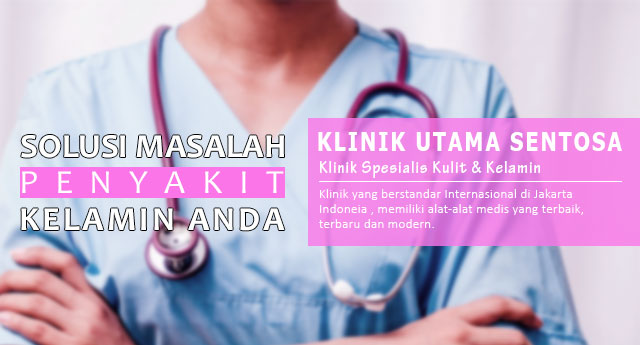 SOLUSI MASALAH
PENYAKIT
KELAMIN ANDA
KLINIK UTAMA SENTOSA
Klinik Spesialis Kulit & Kelamin
Klinik yang berstandar Internasional di Jakarta
Indoneia , memiliki alat-alat medis yang terbaik,
terbaru dan modern.